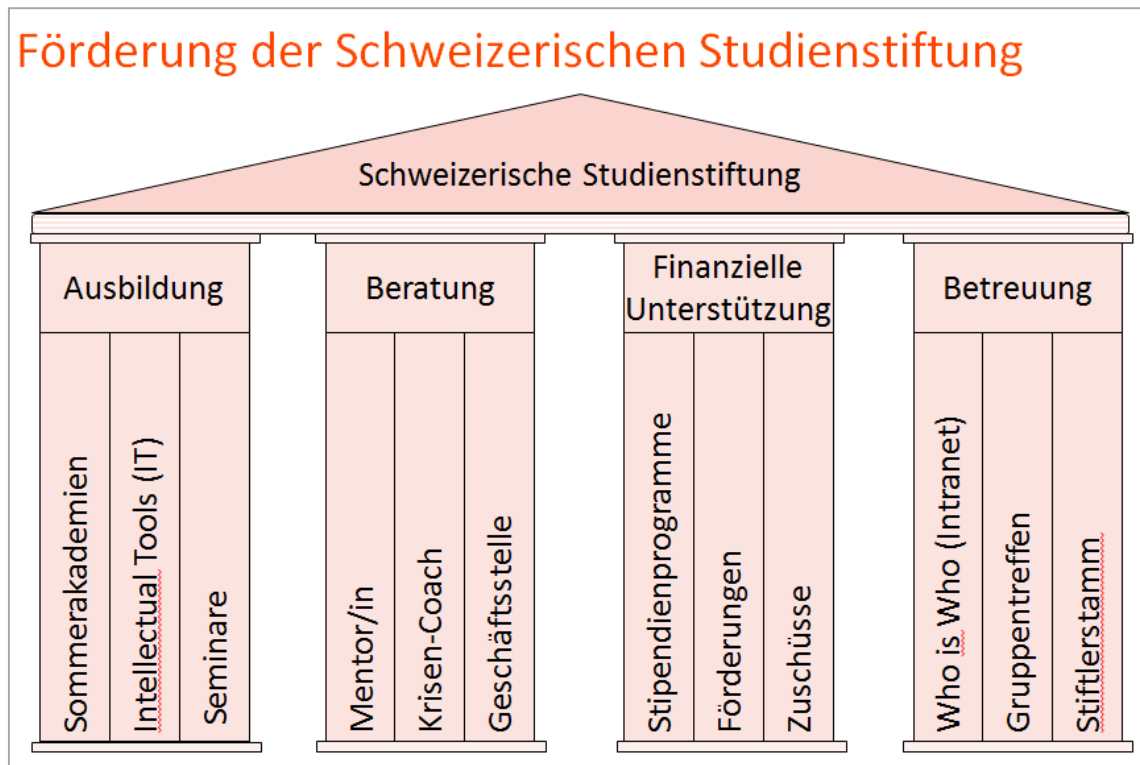 Förderung der Schweizerischen Studienstiftung
Schweizerische Studienstiftung
Ausbildung
Sommerakademien
Intellectual Tools (IT)
Seminare
Beratung
Mentor/in
Krisen-Coach
Geschäftsstelle
Finanzielle
Unterstützung
Stipendienprogramme
Förderungen
Zuschüsse
Betreuung
Who is Who (Intranet)
Gruppentreffen
Stiftlerstamm